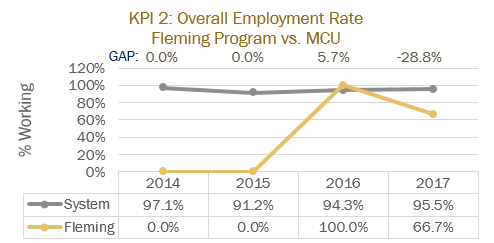 KPI 2: Overall Employment Rate
Fleming Program vs. MCU
GAP: 0.0% 0.0% 5.7% -28.8%
120%
100%
80%
60%
40%
20%
0%
% Working
2014 2015 2016 2017
System 97.1% 91.2% 94.3% 95.5%
Fleming 0.0% 0.0% 100.0% 66.7%